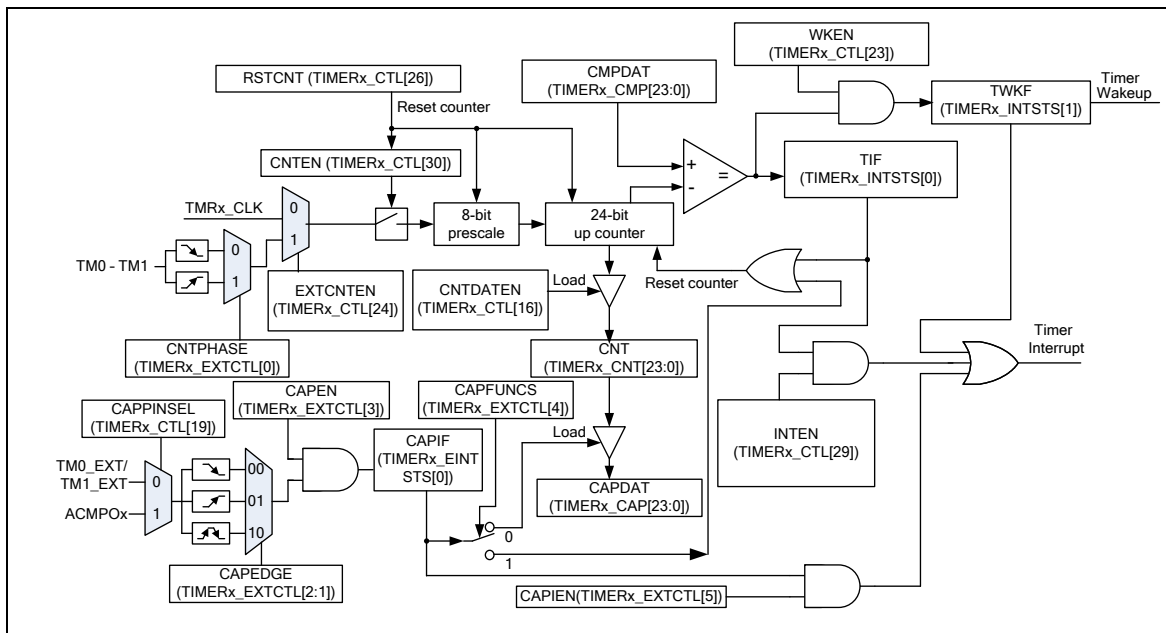 WKEN
(TIMERx_CTL[23])
RSTCNT (TIMERx_CTL[26])
CMPDAT
(TIMERx_CMP[23:0])
TWKF
(TIMERx_INTSTS[1])
Timer
Wakeup
Reset counter
CNTEN (TIMERx_CTL[30])
+
-
=
TIF
(TIMERx_INTSTS[0])
TMRx_CLK
0
1
8-bit
prescale
24-bit
up counter
TM0 - TM1
0
1
EXTCNTEN
(TIMERx_CTL[24])
CNTDATEN
(TIMERx_CTL[16])
Load
Reset counter
CNTPHASE
(TIMERx_EXTCTL[0])
CNT
(TIMERx_CNT[23:0])
Timer
Interrupt
CAPEN
(TIMERx_EXTCTL[3])
CAPFUNCS
(TIMERx_EXTCTL[4])
CAPPINSEL
(TIMERx_CTL[19])
CAPIF
(TIMERx_EINT
STS[0])
Load
INTEN
(TIMERx_CTL[29])
TM0_EXT/
TM1_EXT
ACMPOx
0
1
00
01
10
CAPDAT
(TIMERx_CAP[23:0])
0
1
CAPEDGE
(TIMERx_EXTCTL[2:1])
CAPIEN(TIMERx_EXTCTL[5])